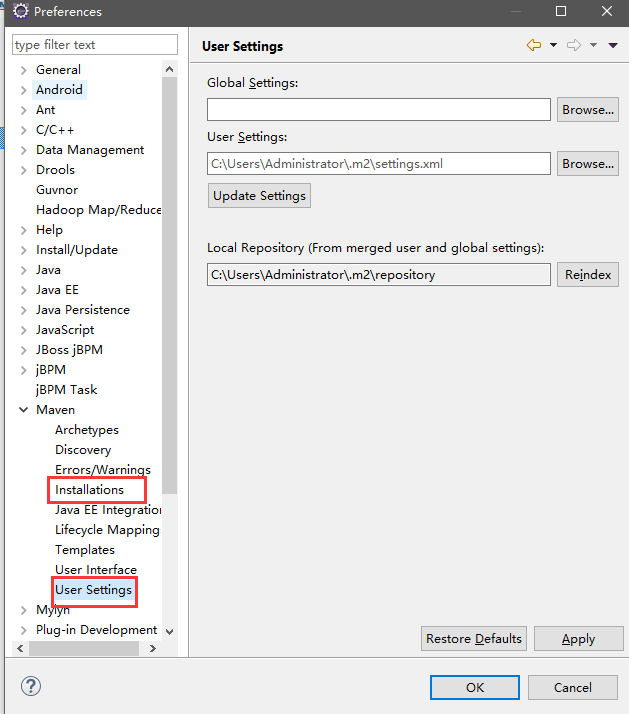 Preferences
type filter text
General
Android
Ant
C/C++
Data Management
Drools
Guvnor
Hadoop Map/Reduce
Help
Install/Update
Java
Java EE
Java Persistence
JavaScript
JBoss jBPM
jBPM
jBPM Task
Maven
Archetypes
Discovery
Errors/Warnings
Installations
Java EE Integration
Lifecycle Mapping
Templates
User Interface
User Settings
Mylyn
Plug-in Development
User Settings
Global Settings:
Browse...
User Settings:
C:\Users\Administrator\.m2\settings.xml
Browse...
Update Settings
Local Repository (From merged user and global settings):
C:\Users\Administrator\.m2\repository
Reindex
Restore Defaults
Apply
?
OK
Cancel